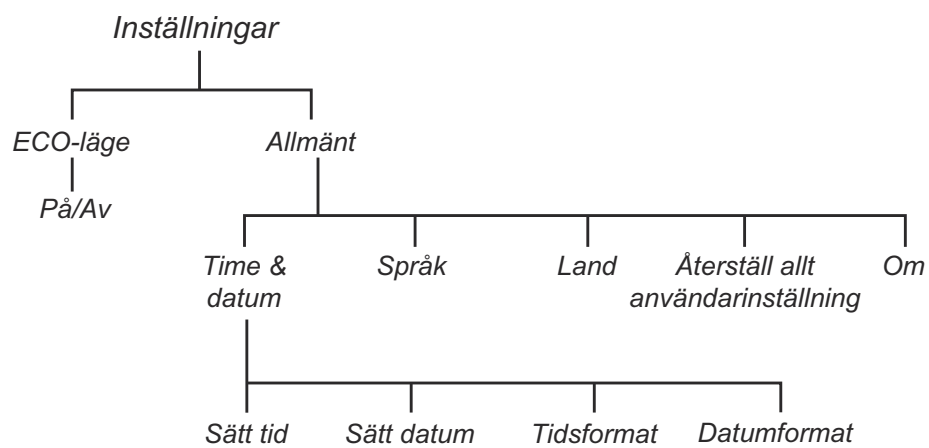 Inställningar
ECO-läge
Allmänt
På/Av
Time &
datum
Språk
Land
Återställ allt
användarinställning
Om
Sätt tid
Sätt datum
Tidsformat
Datumformat